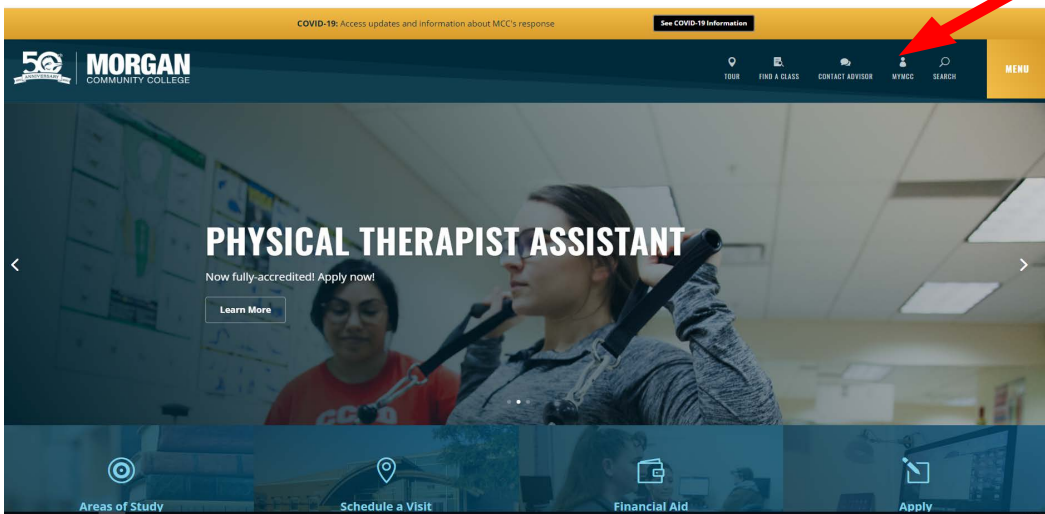 COVID-19: Access updates and information about MCC's response
See COVID-19 Information
50
ANNIVERSARY
MORGAN
COMMUNITY COLLEGE
TOUR
FIND A CLASS
CONTACT ADVISOR
MYMCC
SEARCH
MENU
PHYSICAL THERAPIST ASSISTANT
Now fully-accredited! Apply now!
Learn More
Areas of Study
Schedule a Visit
Financial Aid
Apply